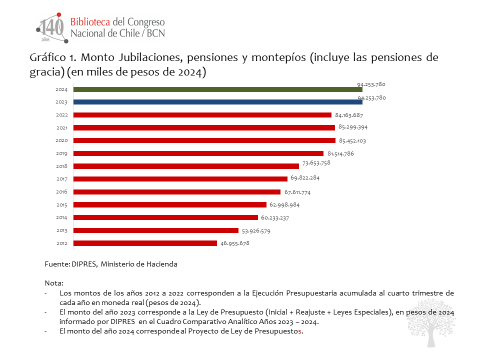 140
años
Biblioteca del Congreso
Nacional de Chile / BCN
Gráfico 1. Monto Jubilaciones, pensiones y montepíos (incluye las pensiones de
gracia) (en miles de pesos de 2024)
2024 94.253.780
2023 94.253.780
2022 84.163.687
2021 85.299.394
2020 85.452.103
2019 81.514.786
2018 73.653.758
2017 69.822.284
2016 67.611.774
2015 62.998.984
2014 60.233.237
2013 53.926.579
2012 46.955.678
Fuente: DIPRES, Ministerio de Hacienda
Nota:
- Los montos de los años 2012 a 2022 corresponden a la Ejecución Presupuestaria acumulada al cuarto trimestre de
cada año en moneda real (pesos de 2024).
- El monto del año 2023 corresponde a la Ley de Presupuesto (Inicial + Reajuste + Leyes Especiales), en pesos de 2024
informado por DIPRES en el Cuadro Comparativo Analítico Años 2023 – 2024.
- El monto del año 2024 corresponde al Proyecto de Ley de Presupuestos.